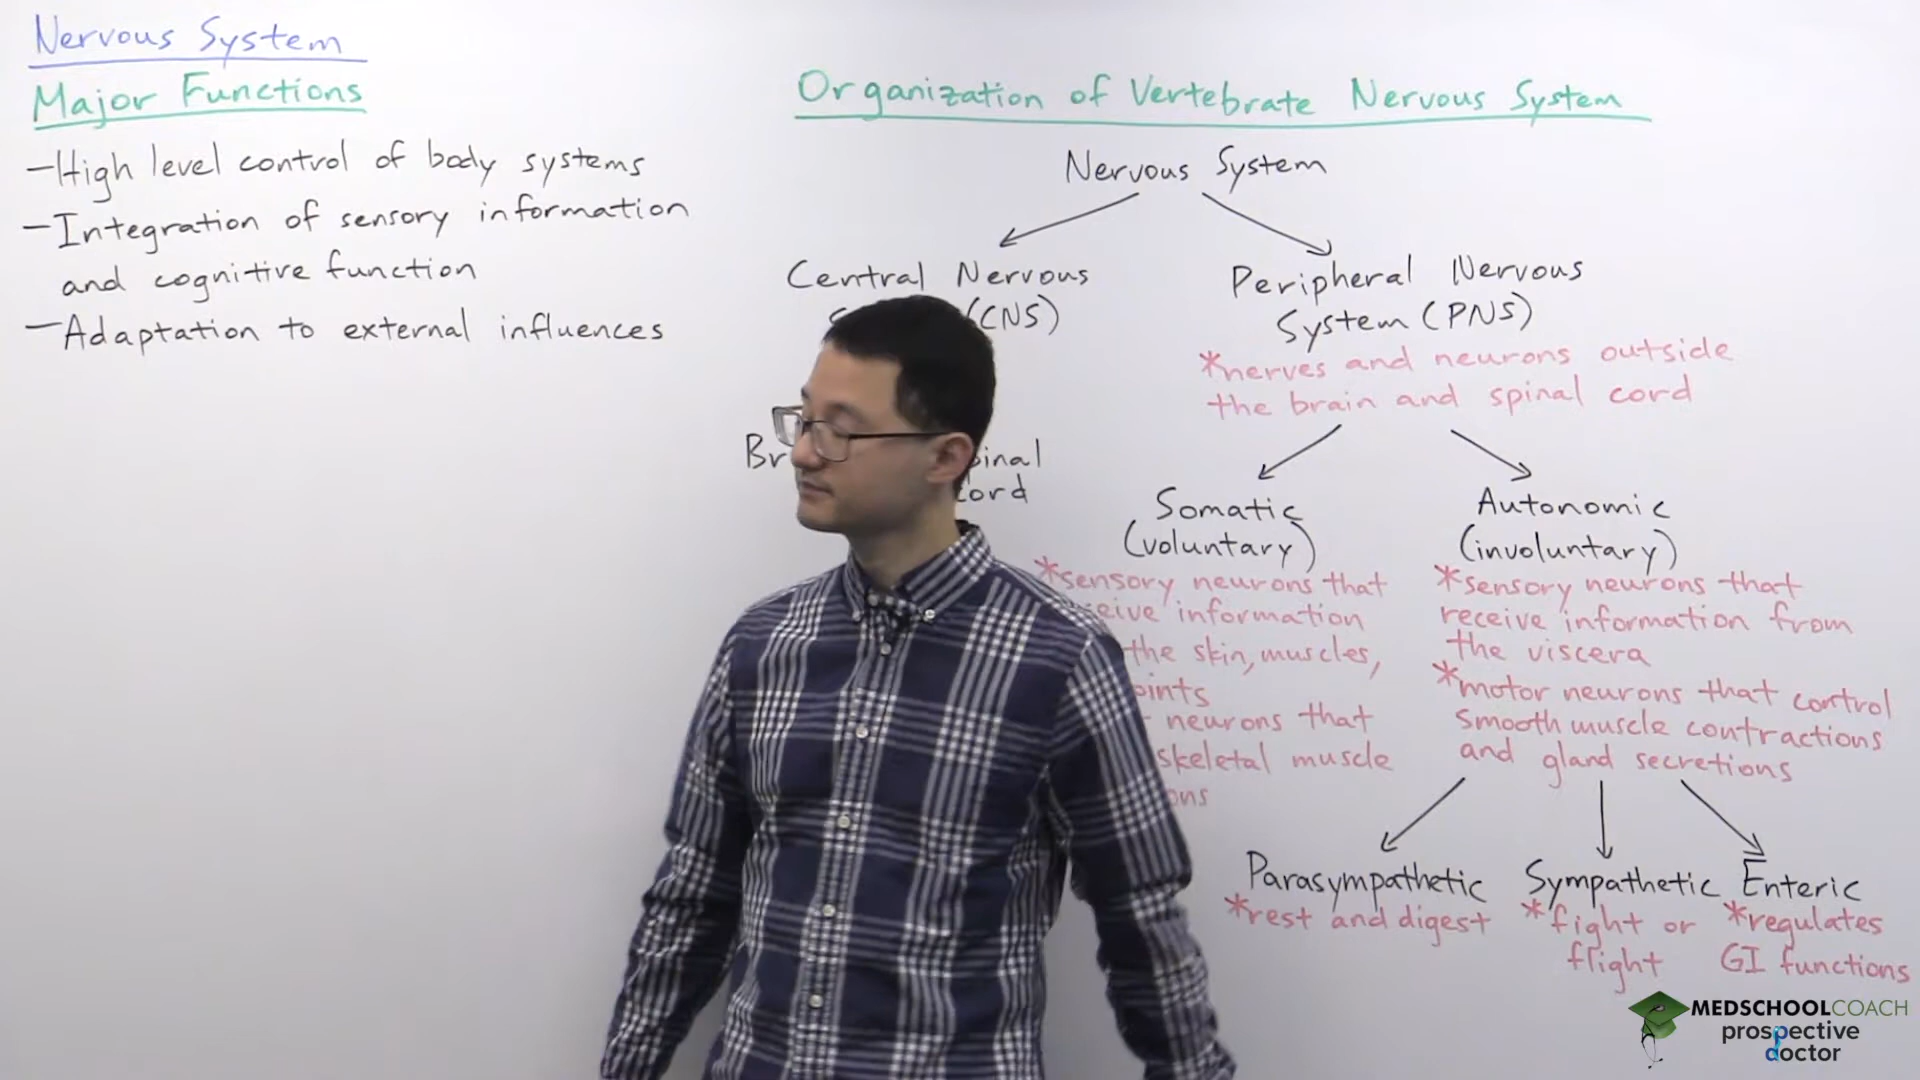 Nervous System
Major Functions
-High level control of body systems
-Integration of sensory information
and cognitive function
-Adaptation to external influences
Organization of Vertebrate Nervous System
Nervous System
Central Nervous
(CNS)
Peripheral Nervous
System (PNS)
*nerves and neurons outside
the brain and spinal cord
Somatic
(voluntary)
*sensory neurons that
information
the skin, muscles,
neurons that
skeletal muscle
Autonomic
(involuntary)
*sensory neurons that
receive information from
the viscera
*motor neurons that control
smooth muscle contractions
and gland secretions
Parasympathetic
*rest and digest
Sympathetic
*fight or
flight
Enteric
*regulates
GI functions
MEDSCHOOLCOACH
prospective
doctor